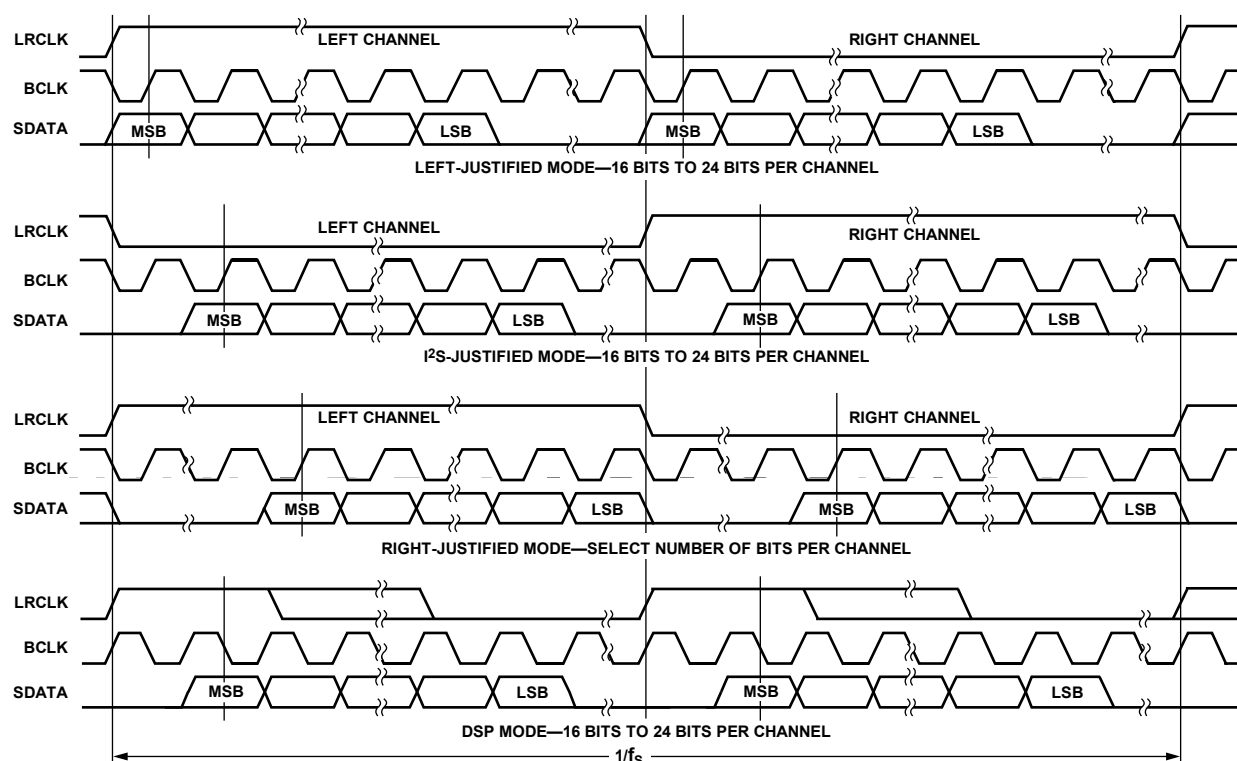 LRCLK LEFT CHANNEL RIGHT CHANNEL
BCLK
SDATA MSB LSB MSB LSB
LEFT-JUSTIFIED MODE—16 BITS TO 24 BITS PER CHANNEL
LRCLK LEFT CHANNEL RIGHT CHANNEL
BCLK
SDATA MSB LSB MSB LSB
I²S-JUSTIFIED MODE—16 BITS TO 24 BITS PER CHANNEL
LRCLK LEFT CHANNEL RIGHT CHANNEL
BCLK
SDATA MSB LSB MSB LSB
RIGHT-JUSTIFIED MODE—SELECT NUMBER OF BITS PER CHANNEL
LRCLK
BCLK
SDATA MSB LSB MSB LSB
DSP MODE—16 BITS TO 24 BITS PER CHANNEL
1/fS